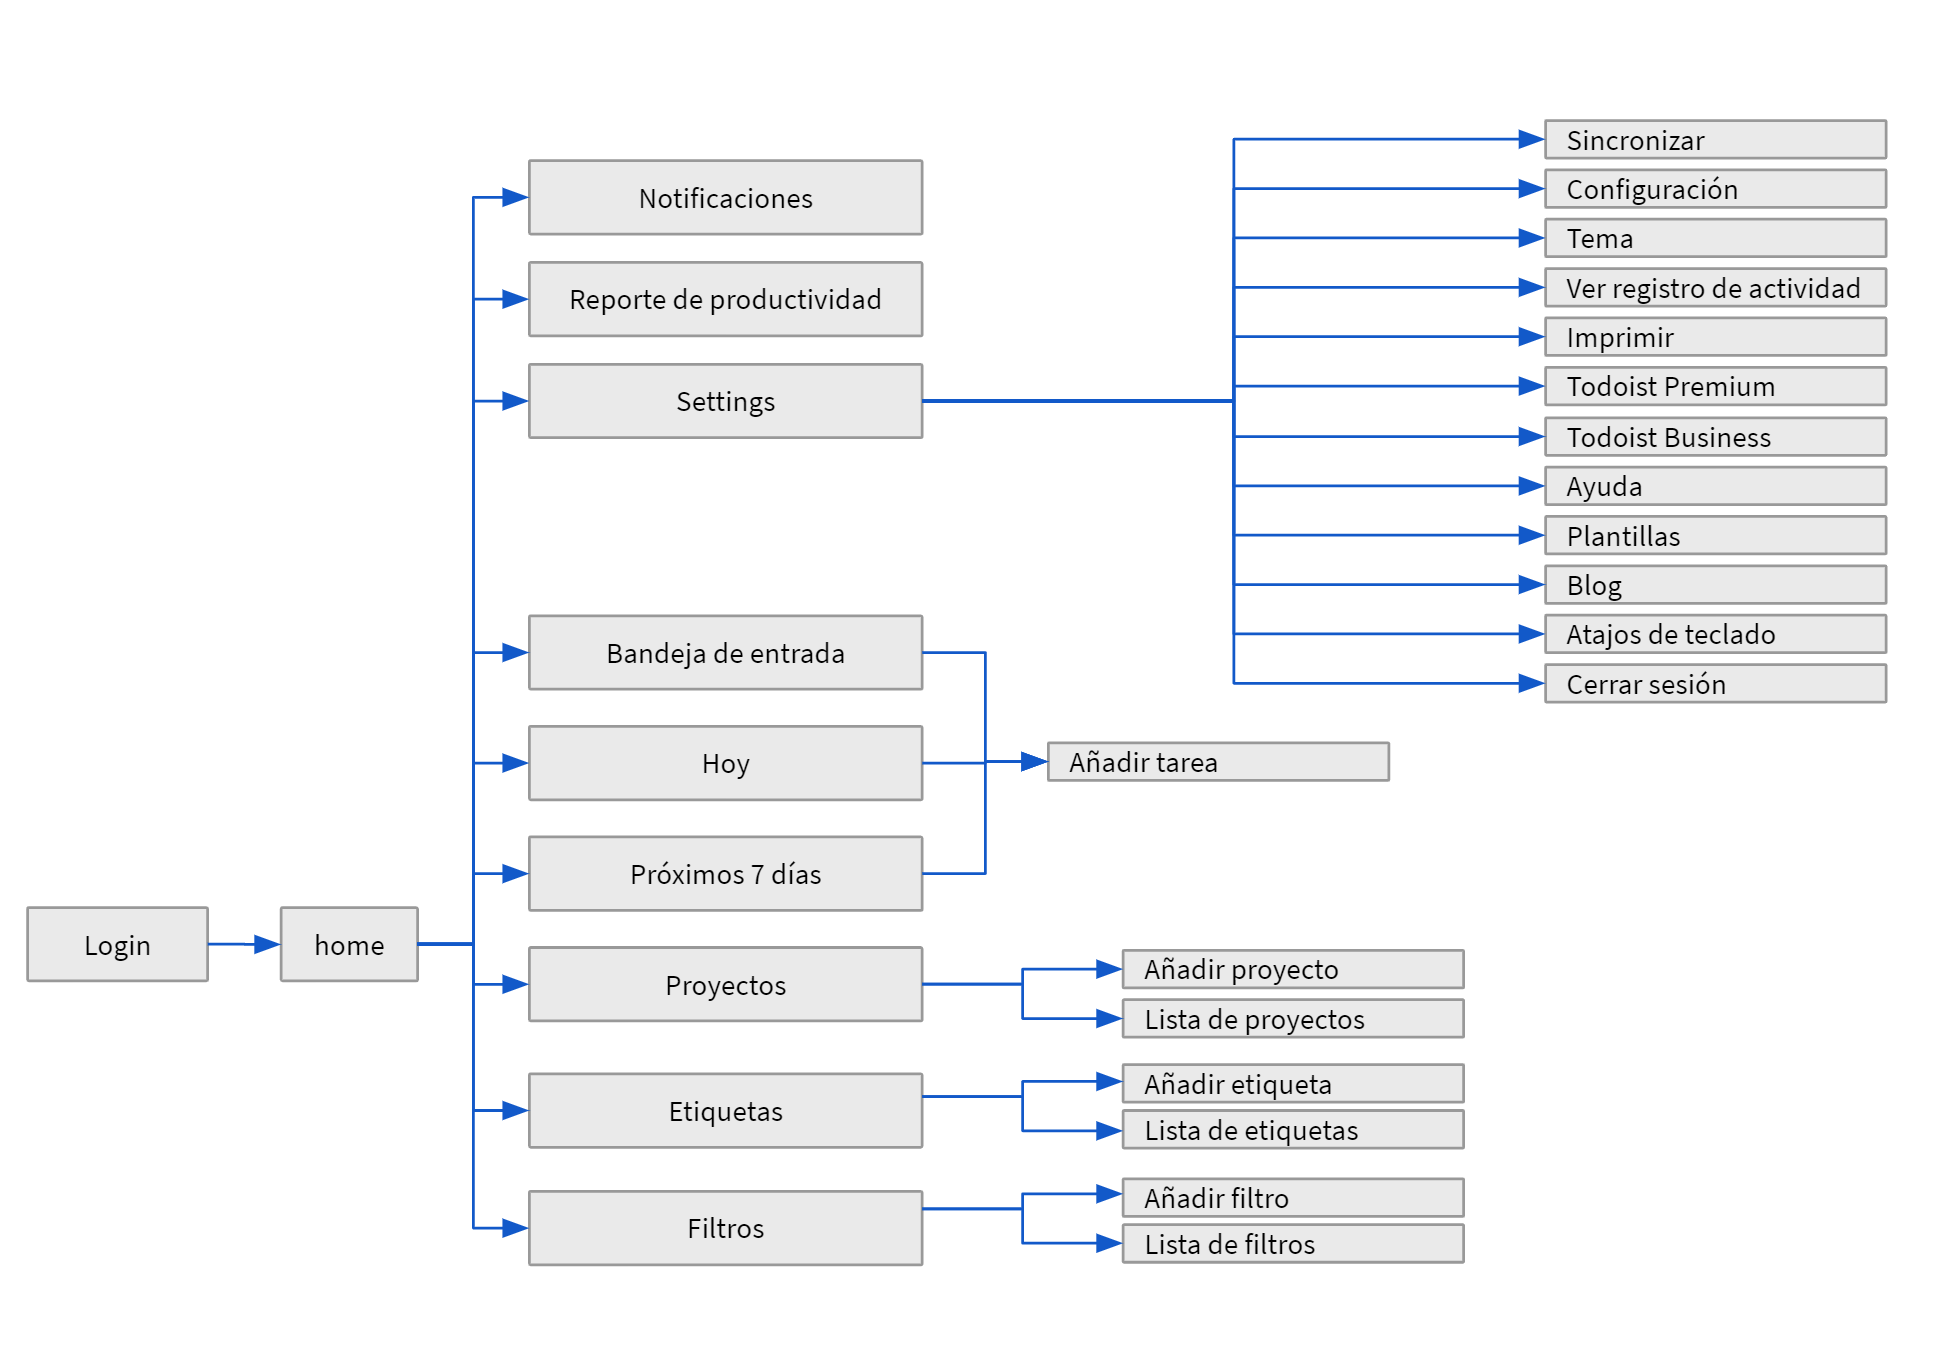 Login
home
Notificaciones
Reporte de productividad
Settings
Bandeja de entrada
Hoy
Próximos 7 días
Proyectos
Etiquetas
Filtros
Sincronizar
Configuración
Tema
Ver registro de actividad
Imprimir
Todoist Premium
Todoist Business
Ayuda
Plantillas
Blog
Atajos de teclado
Cerrar sesión
Añadir tarea
Añadir proyecto
Lista de proyectos
Añadir etiqueta
Lista de etiquetas
Añadir filtro
Lista de filtros